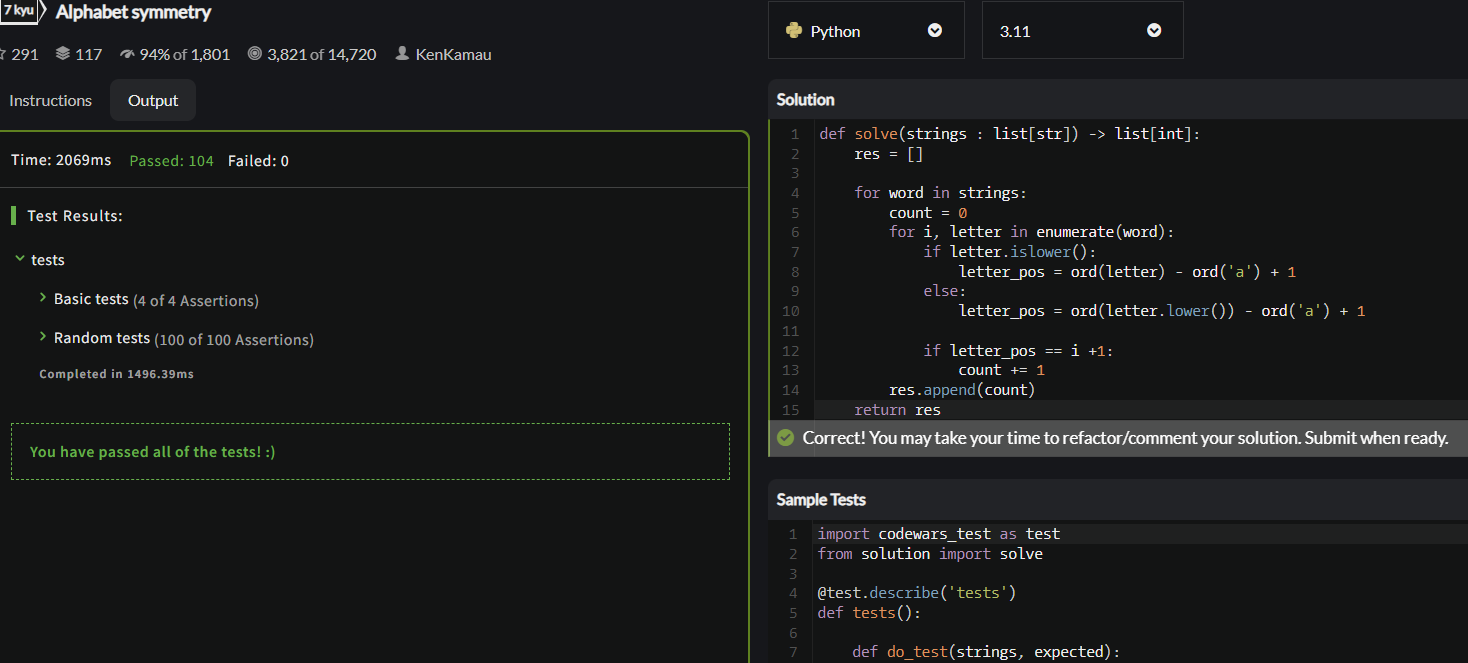 7 kyu Alphabet symmetry
291 117 94% of 1,801 3,821 of 14,720 KenKamau
Instructions Output
Time: 2069ms Passed: 104 Failed: 0
Test Results:
tests
Basic tests (4 of 4 Assertions)
Random tests (100 of 100 Assertions)
Completed in 1496.39ms
You have passed all of the tests! :)
Python 3.11
Solution
1 def solve(strings : list[str]) -> list[int]:
2     res = []
3
4     for word in strings:
5         count = 0
6         for i, letter in enumerate(word):
7             if letter.islower():
8                 letter_pos = ord(letter) - ord('a') + 1
9             else:
10                 letter_pos = ord(letter.lower()) - ord('a') + 1
11
12             if letter_pos == i +1:
13                 count += 1
14         res.append(count)
15     return res
Correct! You may take your time to refactor/comment your solution. Submit when ready.
Sample Tests
1 import codewars_test as test
2 from solution import solve
3
4 @test.describe('tests')
5 def tests():
6
7     def do_test(strings, expected):